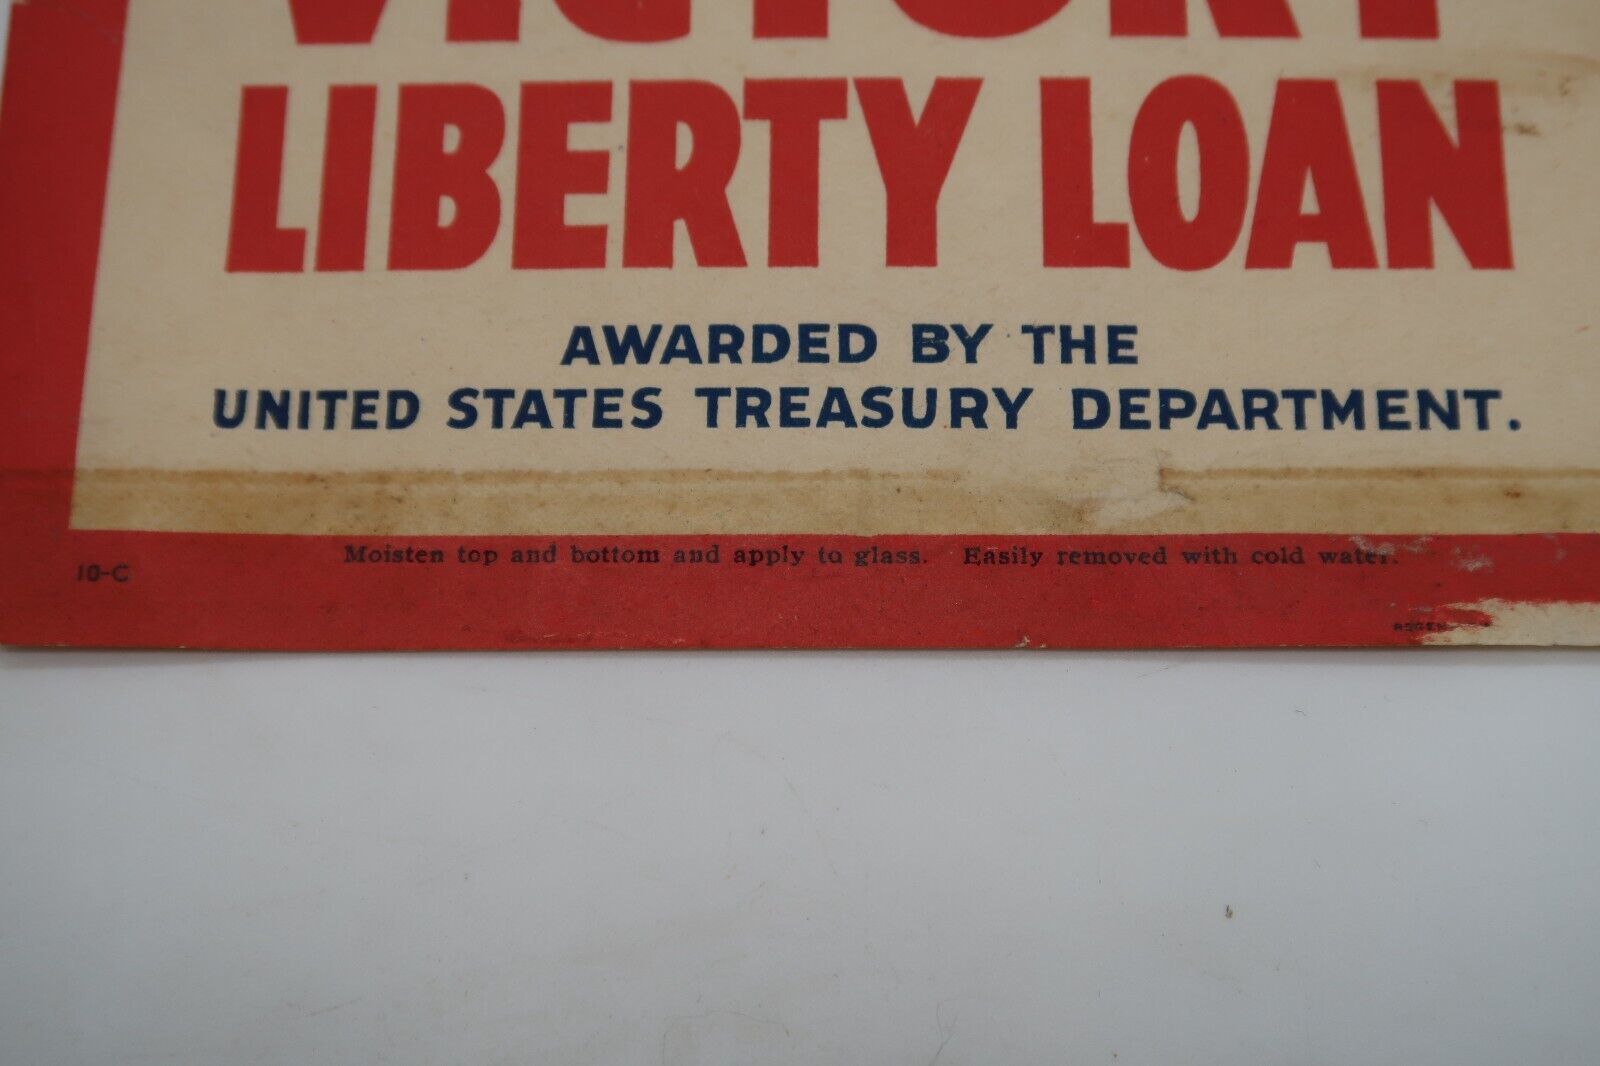 VICTORY
LIBERTY LOAN
AWARDED BY THE
UNITED STATES TREASURY DEPARTMENT.
Moisten top and bottom and apply to glass. Easily removed with cold water.
10-C